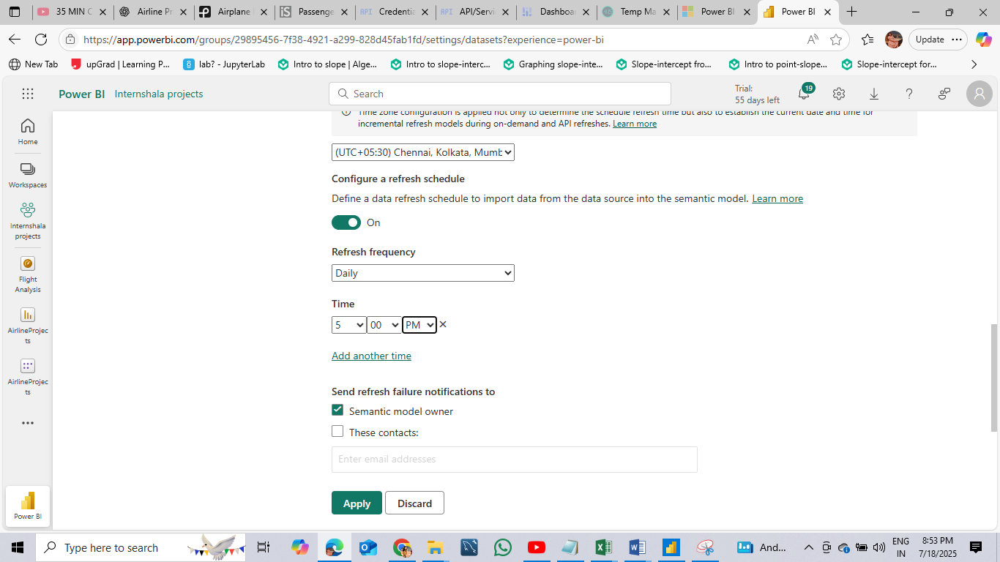 35 MIN C
Airline Pr
Airplane
Passenge
Credentia
API/Servi
Dashboar
Temp Ma
Power BI
Power BI
https://app.powerbi.com/groups/29895456-7f38-4921-a299-828d45fab1fd/settings/datasets?experience=power-bi
Update
New Tab
upGrad | Learning P...
lab? - JupyterLab
Intro to slope | Alge...
Intro to slope-interc...
Graphing slope-inte...
Slope-intercept fro...
Intro to point-slope...
Slope-intercept for...
Power BI Internshala projects
Search
Trial:
55 days left
19
Home
Workspaces
Internshala
projects
Flight
Analysis
AirlineProjec
ts
AirlineProjec
ts
Power BI
Time zone configuration is applied not only to determine the schedule refresh time but also to establish the current date and time for
incremental refresh models during on-demand and API refreshes. Learn more
(UTC+05:30) Chennai, Kolkata, Mumb
Configure a refresh schedule
Define a data refresh schedule to import data from the data source into the semantic model. Learn more
On
Refresh frequency
Daily
Time
5 00 PM
Add another time
Send refresh failure notifications to
Semantic model owner
These contacts:
Enter email addresses
Apply Discard
Type here to search
And...
ENG
IN
8:53 PM
7/18/2025